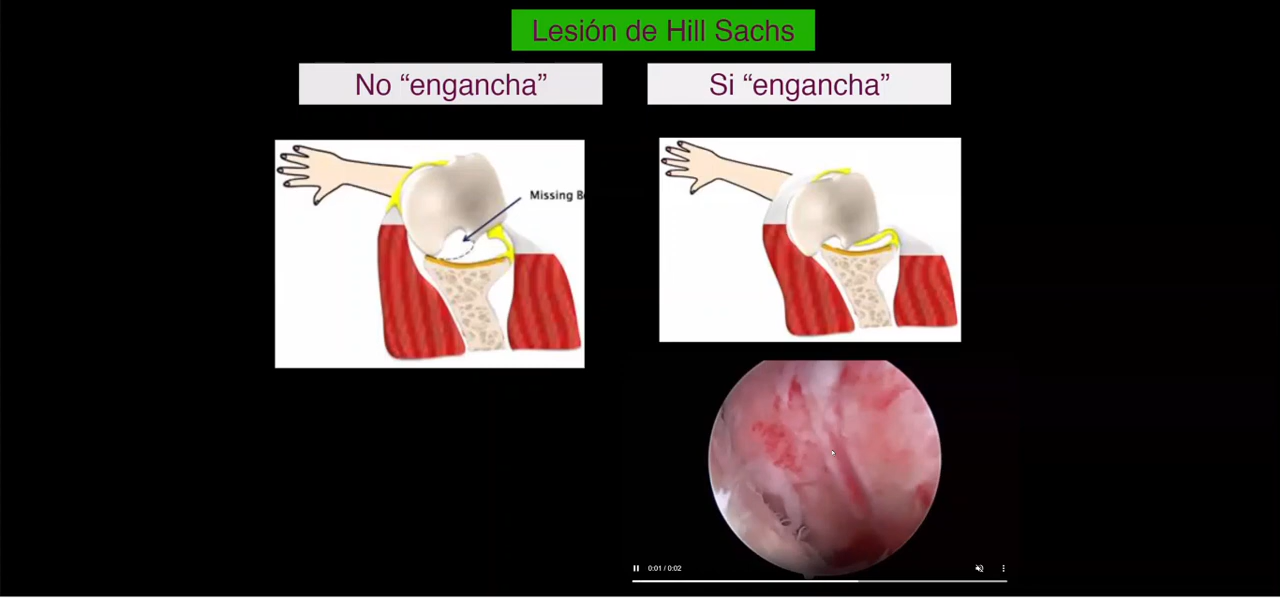 Lesión de Hill Sachs
No “engancha”
Si “engancha”
Missing B
0:01 / 0:02